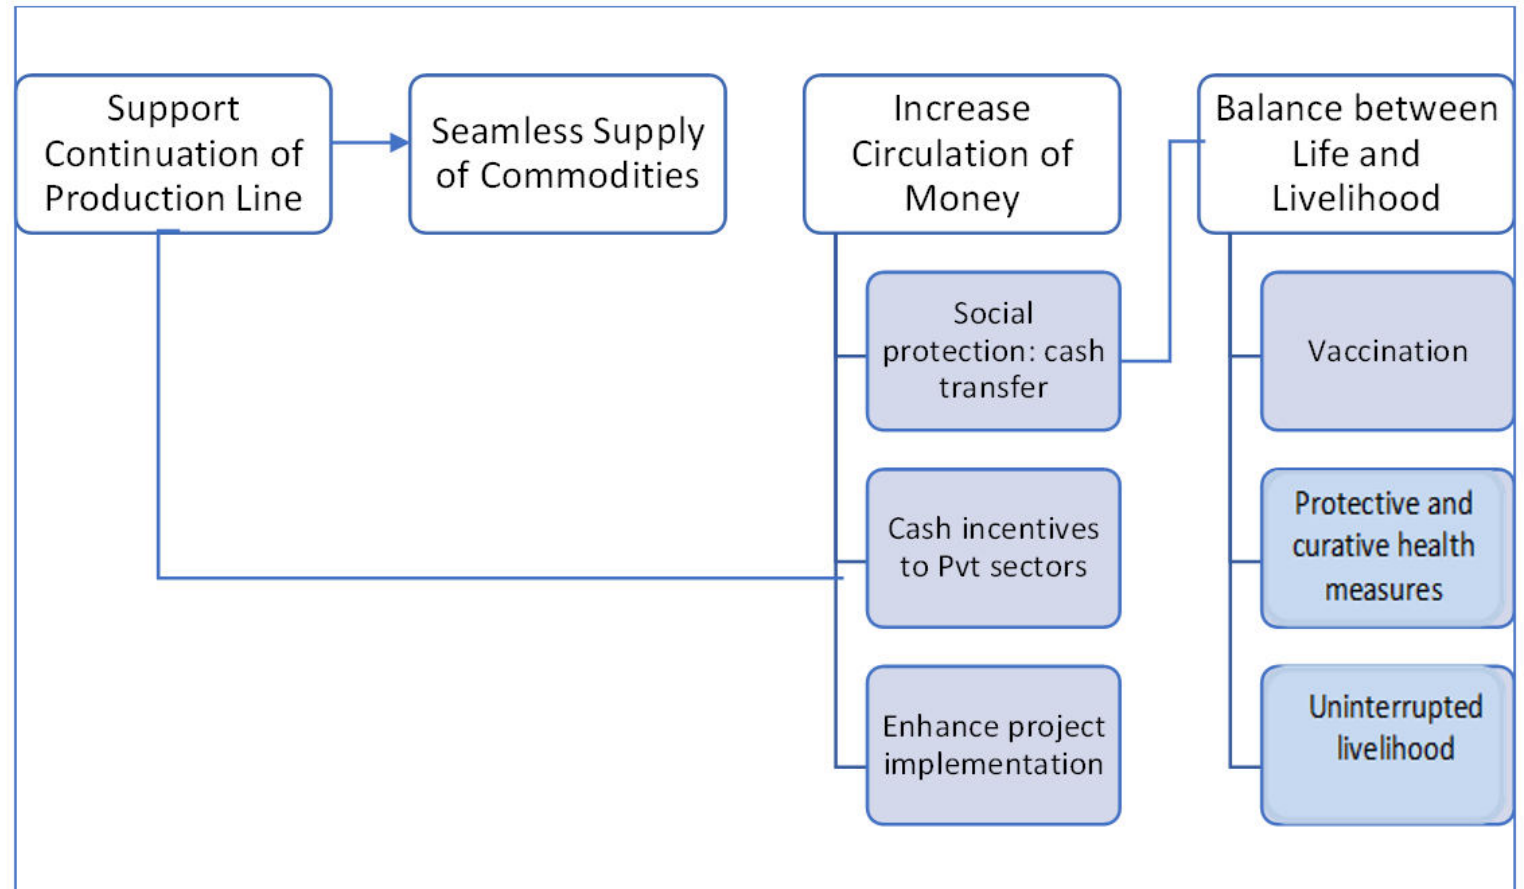 Support
Continuation of
Production Line
Seamless Supply
of Commodities
Increase
Circulation of
Money
Balance between
Life and
Livelihood
Social
protection: cash
transfer
Vaccination
Cash incentives
to Pvt sectors
Protective and
curative health
measures
Enhance project
implementation
Uninterrupted
livelihood